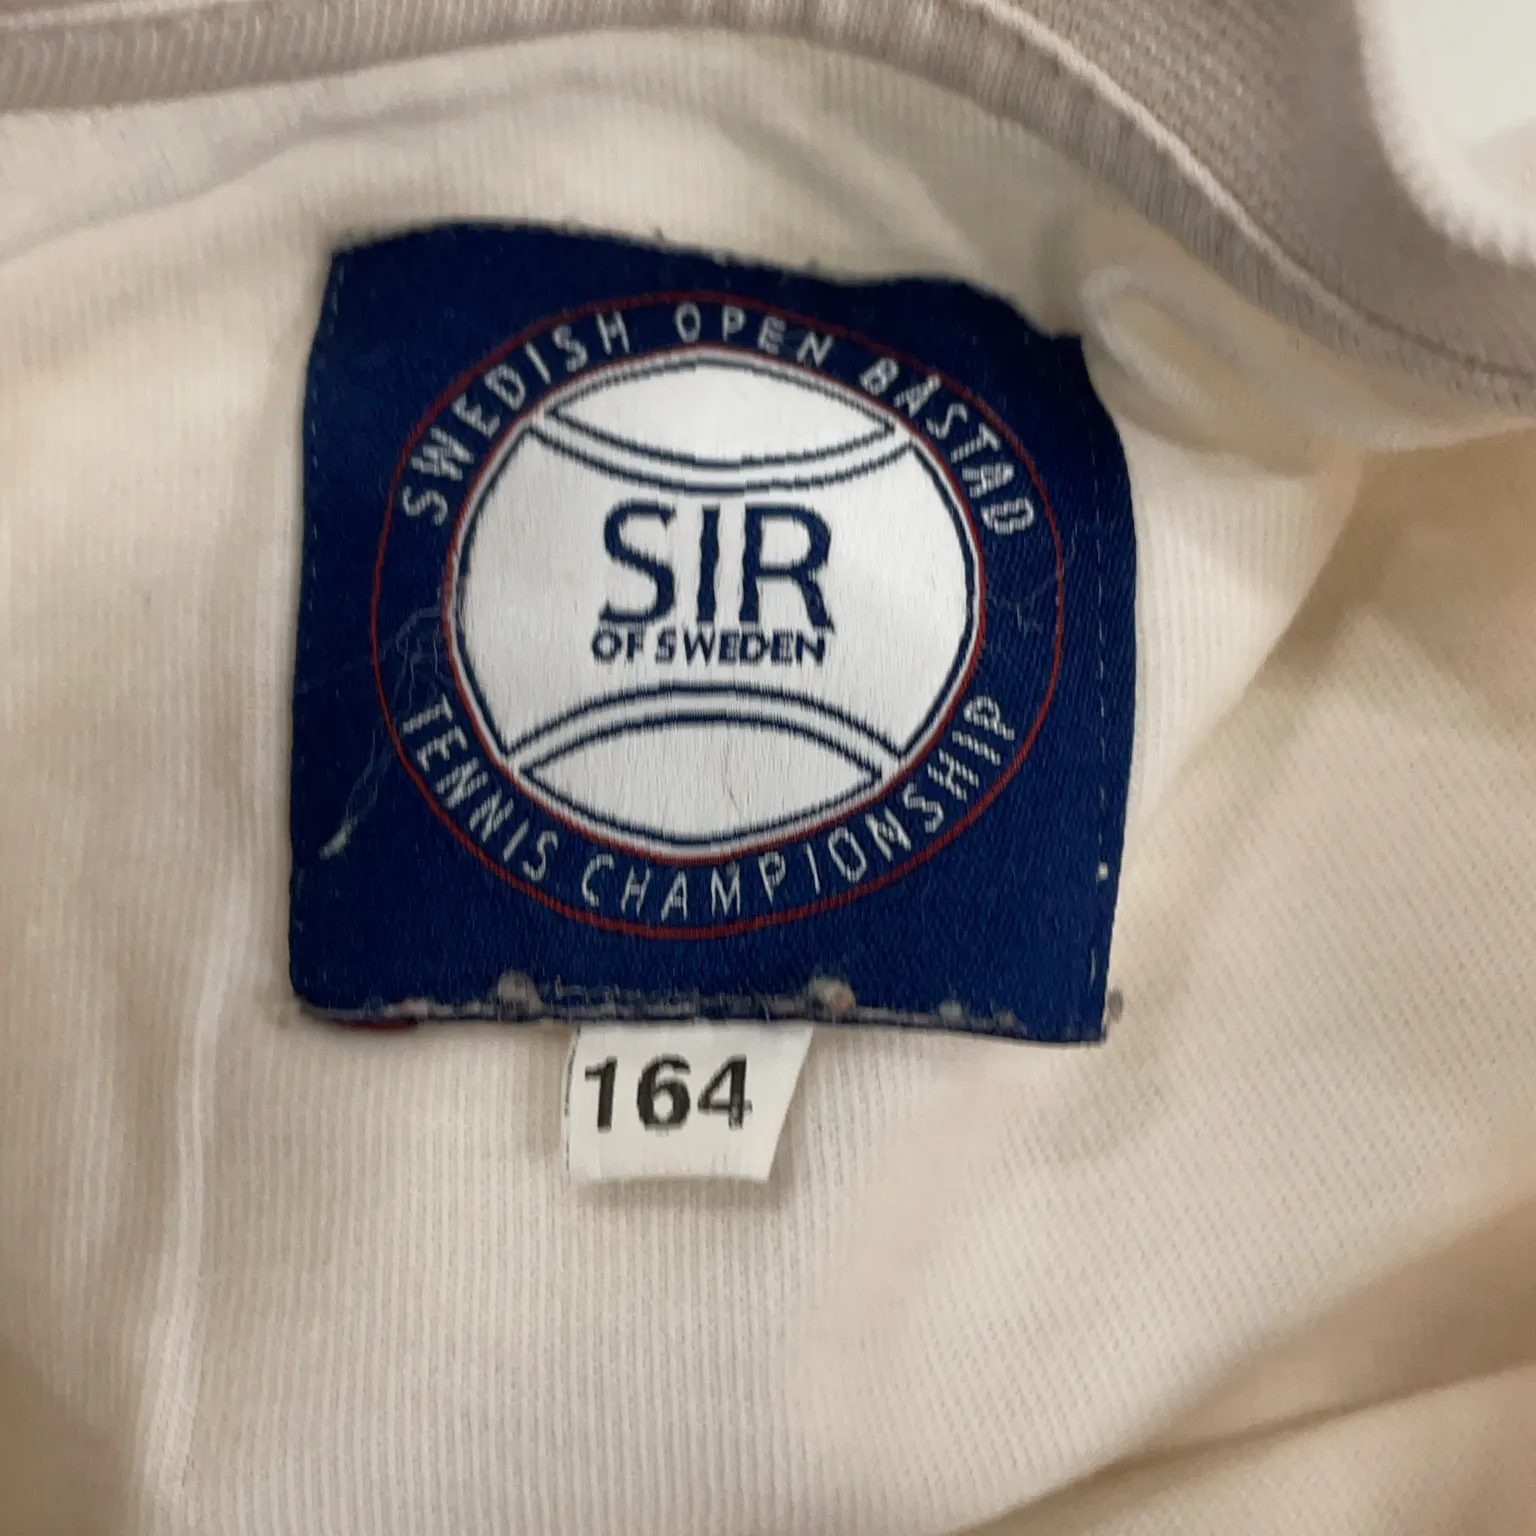 SWEDISH OPEN BÅSTAD
SIR
OF SWEDEN
TENNIS CHAMPIONSHIP
164